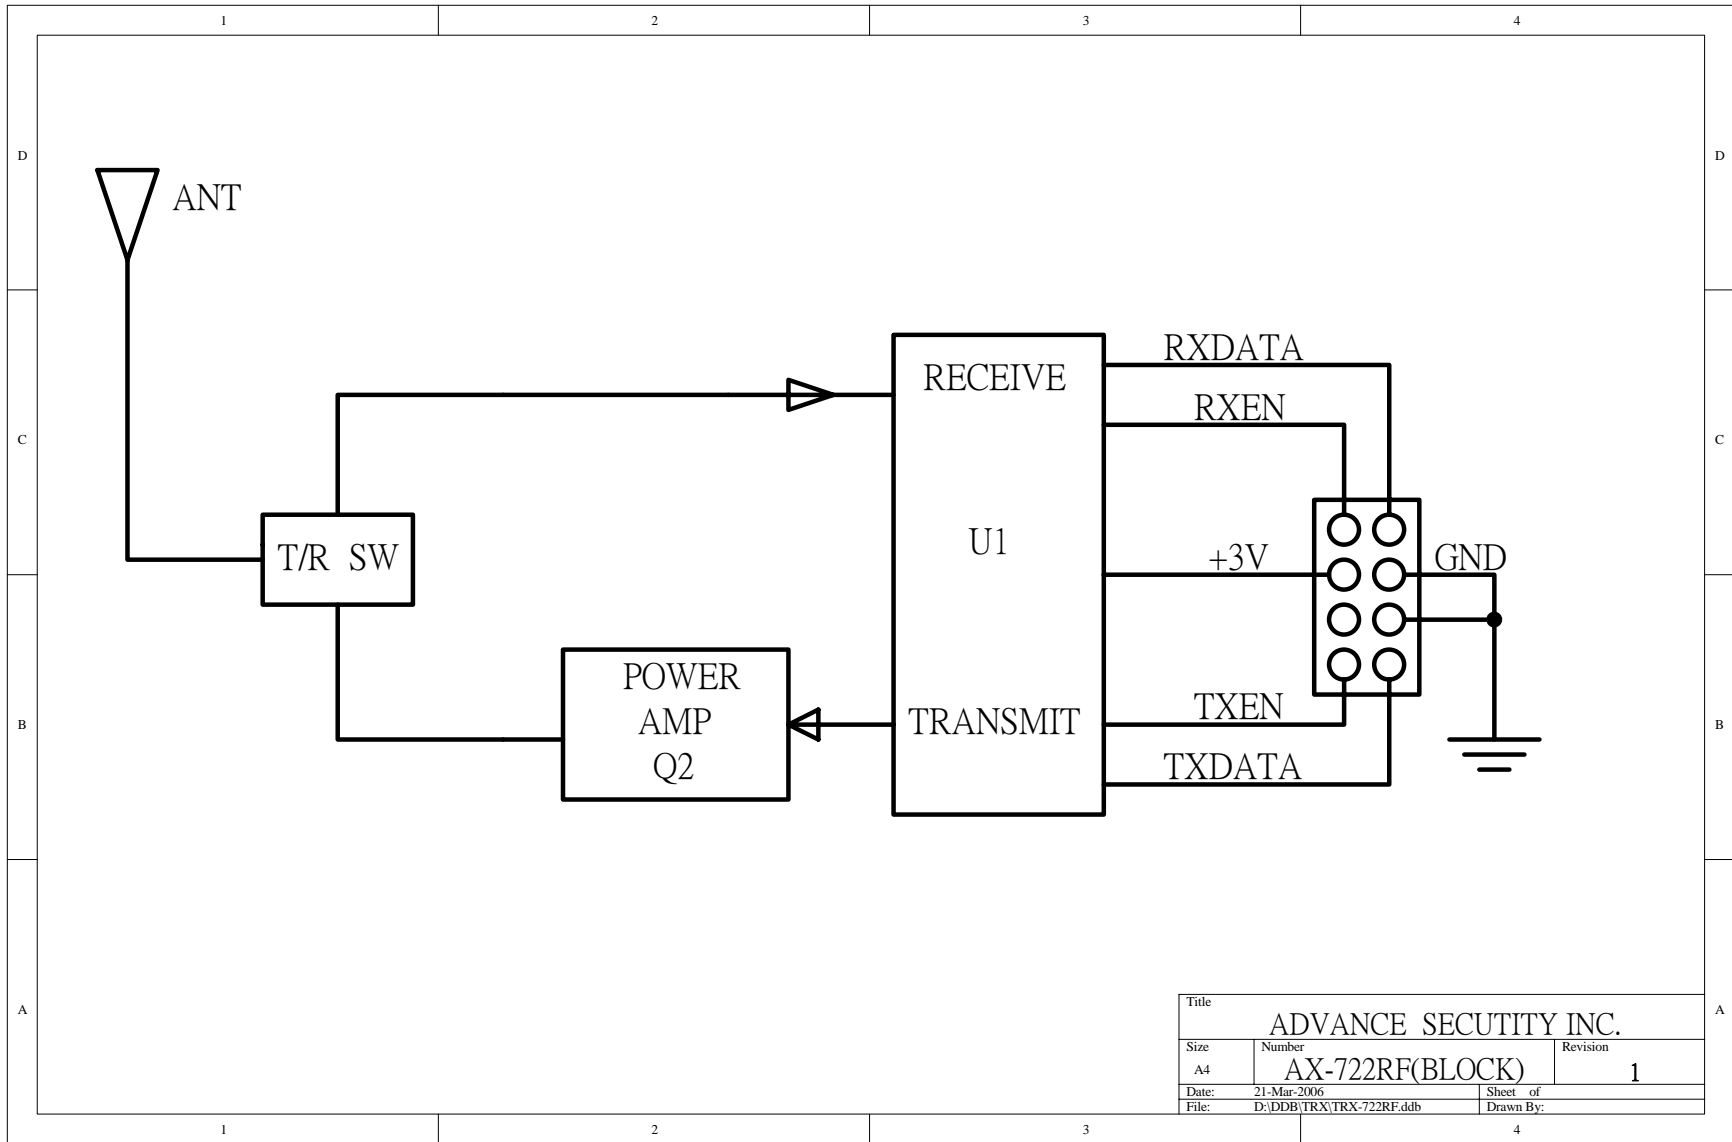 1 2 3 4
D D
ANT
RXDATA
RECEIVE
RXEN
C C
U1
T/R SW
+3V
GND
POWER
AMP
Q2
TXEN
TRANSMIT
B B
TXDATA
Title
ADVANCE SECUTITY INC.
Size Number Revision
A4 AX-722RF(BLOCK) 1
A A
Date: 21-Mar-2006 Sheet of
File: D:\DDB\TRX\TRX-722RF.ddb Drawn By:
1 2 3 4